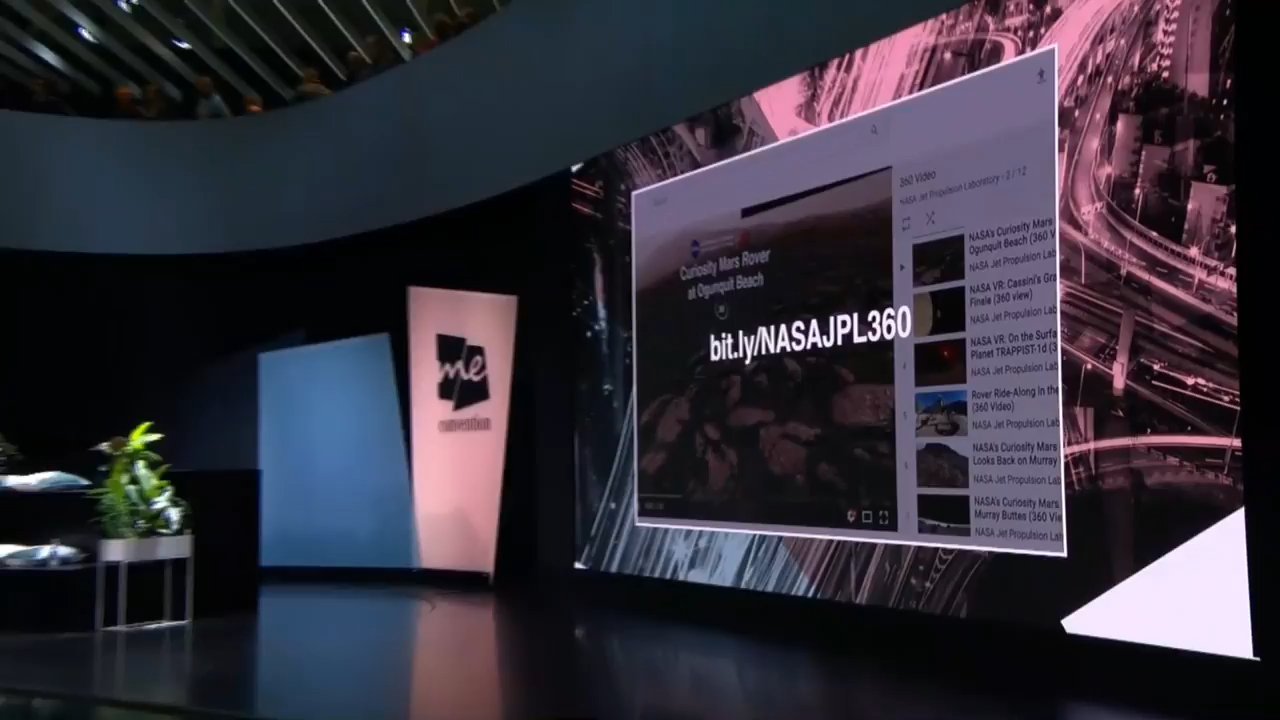 me
convention
Curiosity Mars Rover
at Ogunquit Beach
bit.ly/NASAJPL360
360 Video
NASA Jet Propulsion Laboratory - 3 / 12
NASA's Curiosity Mars
Ogunquit Beach (360 V
NASA Jet Propulsion Lab
NASA VR: Cassini's Gra
Finale (360 view)
NASA Jet Propulsion Lab
NASA VR: On the Surfa
Planet TRAPPIST-1d (3
NASA Jet Propulsion Lab
Rover Ride-Along In the
(360 Video)
NASA Jet Propulsion Lab
NASA's Curiosity Mars
Looks Back on Murray
NASA Jet Propulsion Lab
NASA's Curiosity Mars
Murray Buttes (360 Vie
NASA Jet Propulsion Lab